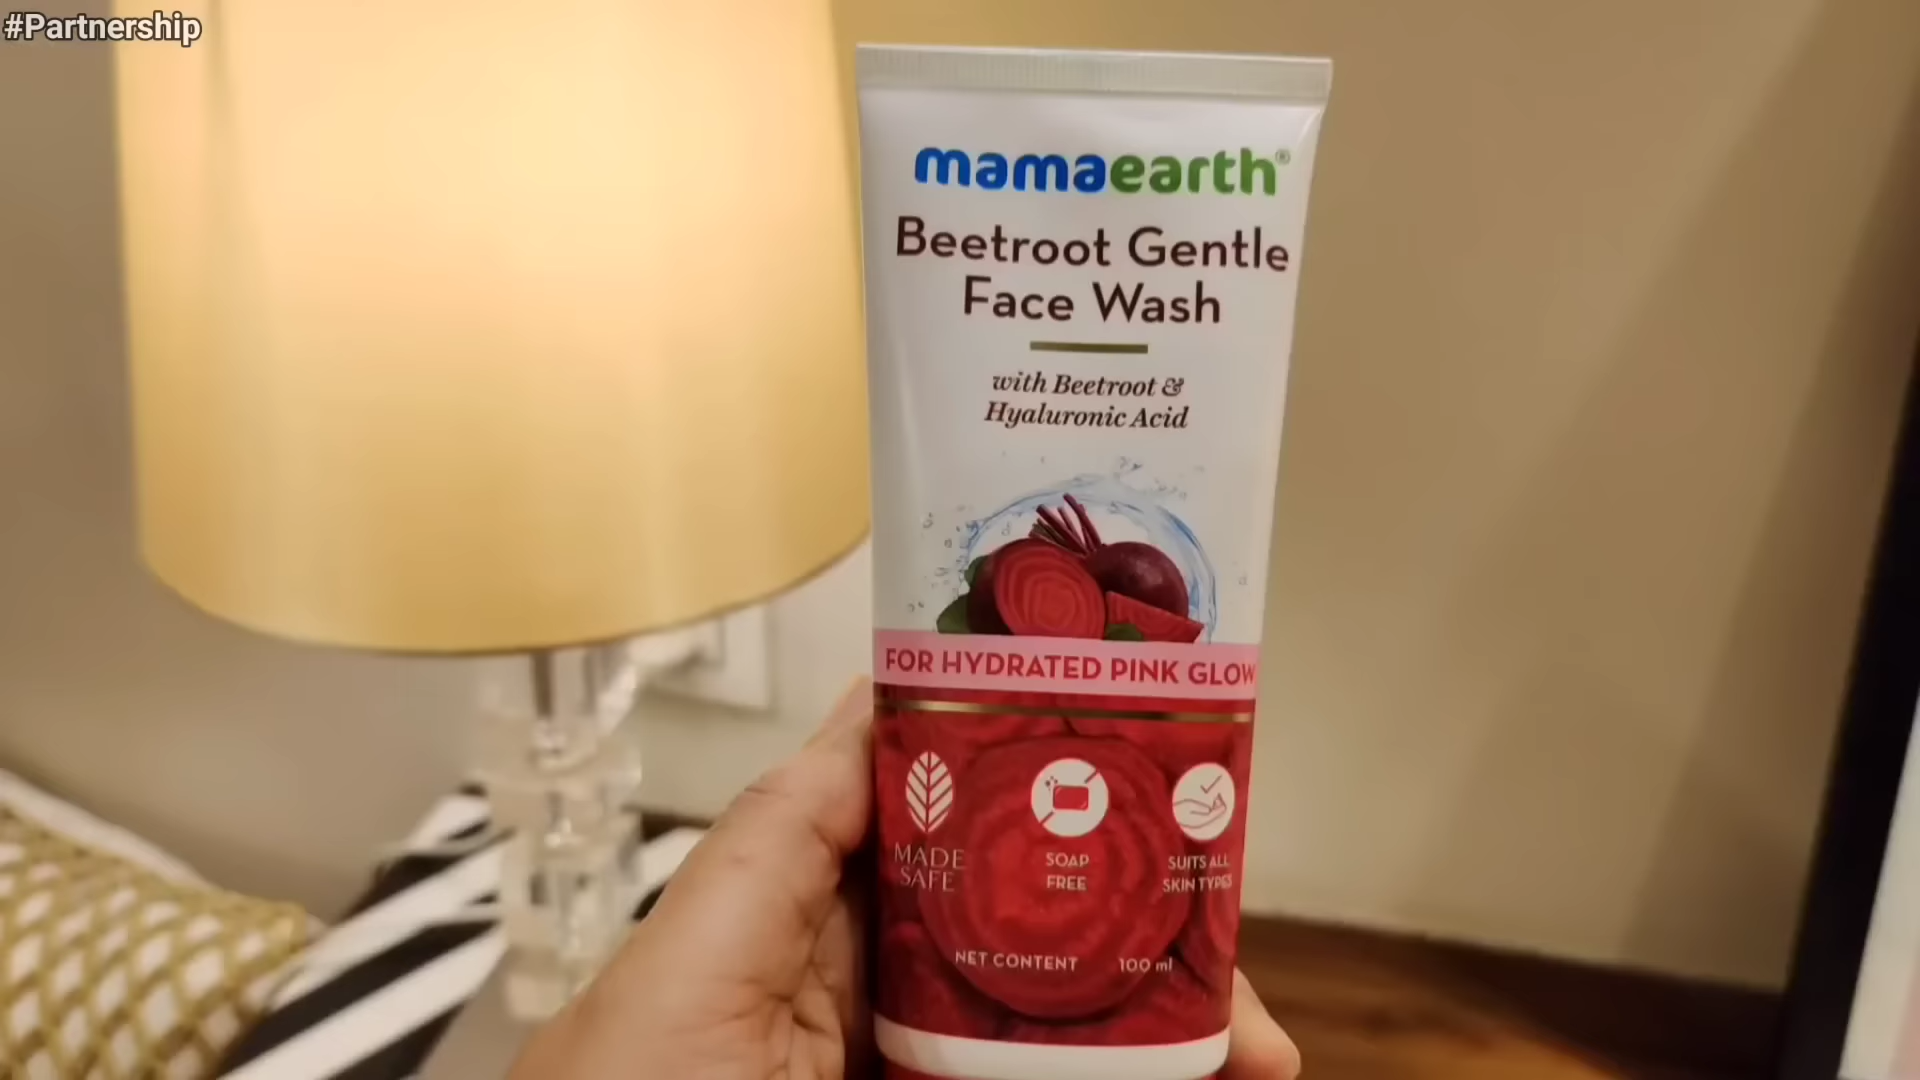 #Partnership
mamaearth®
Beetroot Gentle
Face Wash
with Beetroot &
Hyaluronic Acid
FOR HYDRATED PINK GLOW
MADE
SAFE
SOAP
FREE
SUITS ALL
SKIN TYPES
NET CONTENT 100 ml